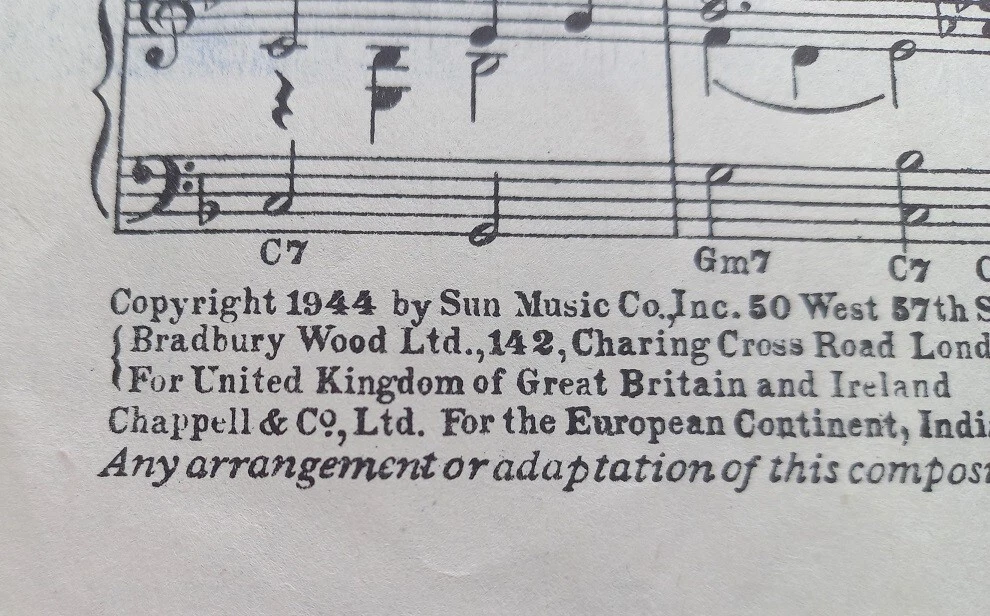 C7 Gm7 C7
Copyright 1944 by Sun Music Co., Inc. 50 West 57th
Bradbury Wood Ltd., 142, Charing Cross Road
For United Kingdom of Great Britain and Ireland
Chappell & Co., Ltd. For the European Continent,
Any arrangement or adaptation of this